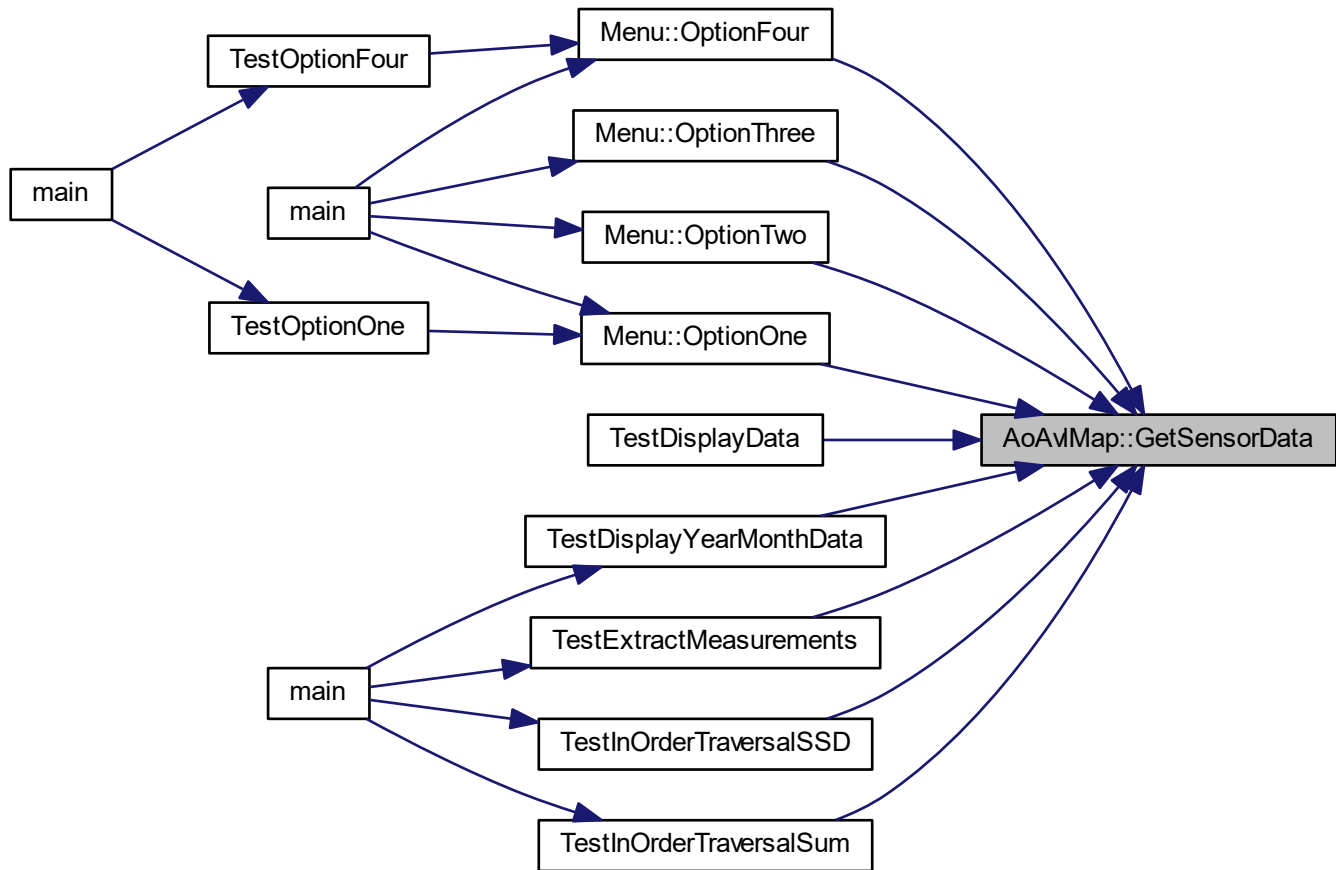 Menu::OptionFour
TestOptionFour
Menu::OptionThree
main
main
Menu::OptionTwo
TestOptionOne
Menu::OptionOne
TestDisplayData
AoAvlMap::GetSensorData
TestDisplayYearMonthData
TestExtractMeasurements
main
TestInOrderTraversalSSD
TestInOrderTraversalSum